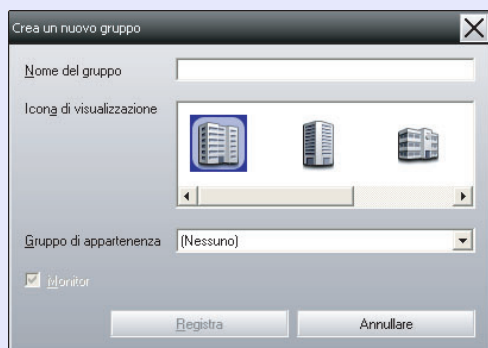 Crea un nuovo gruppo
Nome del gruppo
Icona di visualizzazione
Gruppo di appartenenza
(Nessuno)
Monitor
Registra
Annullare